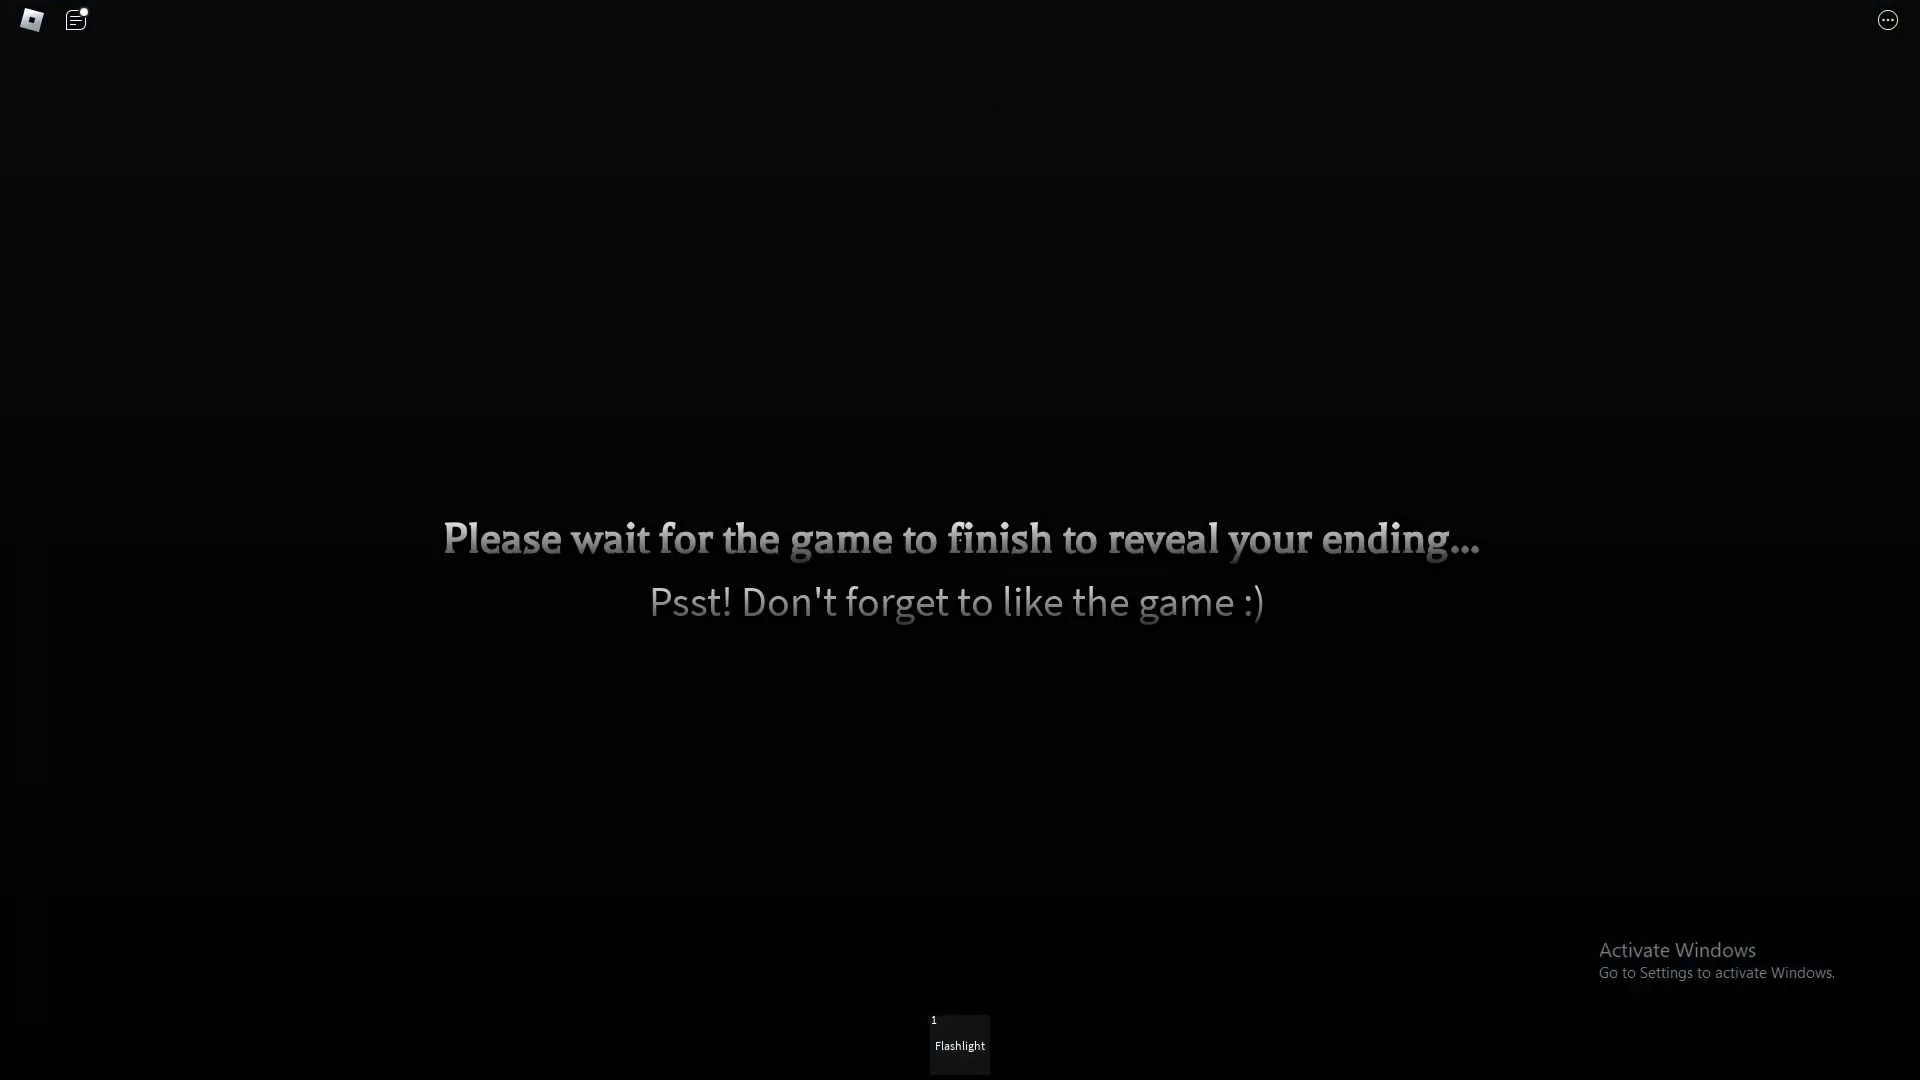 Please wait for the game to finish to reveal your ending...
Psst! Don't forget to like the game :)
Activate Windows
Go to Settings to activate Windows.
1
Flashlight